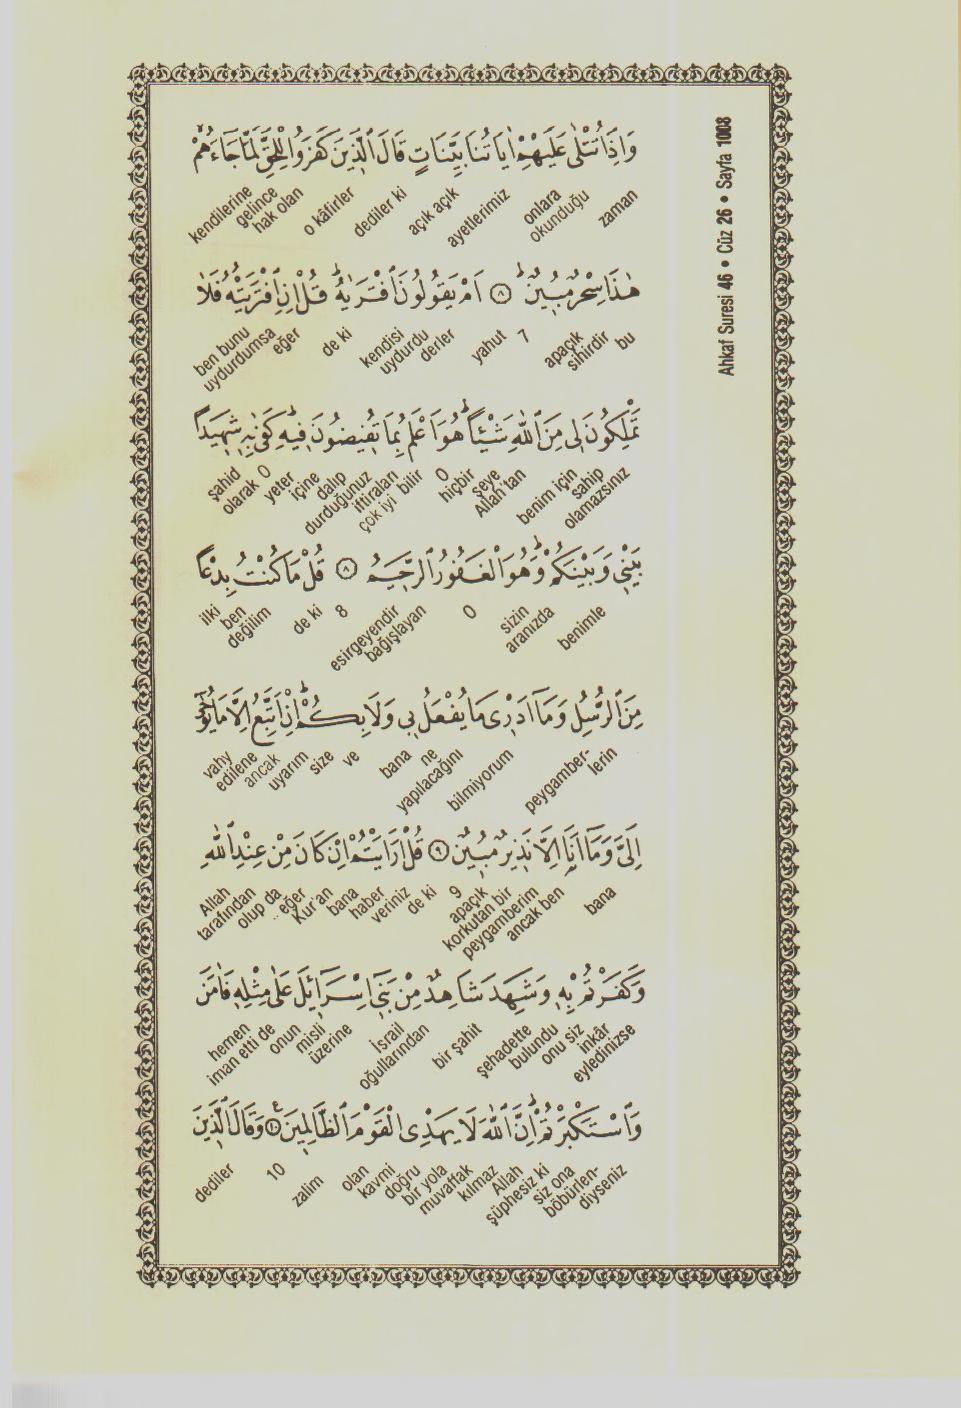 Ahkaf Suresi 46 • Cüz 26 • Sayfa 1008
وَاِذَا تُتْلٰى عَلَيْهِمْ اٰيَاتُنَا بَيِّنَاتٍ قَالَ الَّذِينَ كَفَرُوا لِلْحَقِّ لَمَّا جَاءَهُمْ
zaman okunduğu onlara ayetlerimiz açık açık dediler ki o kâfirler hak olan gelince kendilerine
هٰذَا سِحْرٌ مُبِينٌ ۞ اَمْ يَقُولُونَ افْتَرٰيهُ قُلْ اِنِ افْتَرَيْتُهُ فَلَا
bu sihirdir apaçık 7 yahut derler uydurdu kendisi de ki eğer uydurdumsa ben bunu
تَمْلِكُونَ لِى مِنَ اللّٰهِ شَيْئًا هُوَ اَعْلَمُ بِمَا تُفِيضُونَ فِيهِ كَفٰى بِهِ شَهِيدًا
olamazsınız sahip benim için Allah'tan şeye hiçbir O çok iyi bilir iftiraları durduğunuz dalıp içine yeter O olarak şahid
بَيْنِى وَبَيْنَكُمْ وَهُوَ الْغَفُورُ الرَّحِيمُ ٨ قُلْ مَا كُنْتُ بِدْعًا
benimle aranızda sizin O bağışlayan esirgeyendir 8 de ki değilim ben ilki
مِنَ الرُّسُلِ وَمَا اَدْرِى مَا يُفْعَلُ بِى وَلَا بِكُمْ اِنْ اَتَّبِعُ اِلَّا مَا يُوحٰى
peygamber-lerin bilmiyorum yapılacağını ne bana ve size uyarım ancak edilene vahy
اِلَىَّ وَمَا اَنَا اِلَّا نَذِيرٌ مُبِينٌ ٩ قُلْ اَرَاَيْتُمْ اِنْ كَانَ مِنْ عِنْدِ اللّٰهِ
bana ancak ben peygamberim korkutan bir apaçık 9 de ki veriniz haber bana Kur'an eğer olup da tarafından Allah
وَكَفَرْتُمْ بِهِ وَشَهِدَ شَاهِدٌ مِنْ بَنِى اِسْرَائِلَ عَلٰى مِثْلِهِ فَاٰمَنَ
eylediyinizse inkâr onu siz bulundu şehadette bir şahit oğullarından İsrail üzerine misli onun iman etti de hemen
وَاسْتَكْبَرْتُمْ اِنَّ اللّٰهَ لَا يَهْدِى الْقَوْمَ الظَّالِمِينَ ١٠ وَقَالَ الَّذِينَ
diyseniz böbürlen- siz ona şüphesiz ki Allah kılmaz muvaffak bir yola doğru kavmi olan zalim 10 dediler